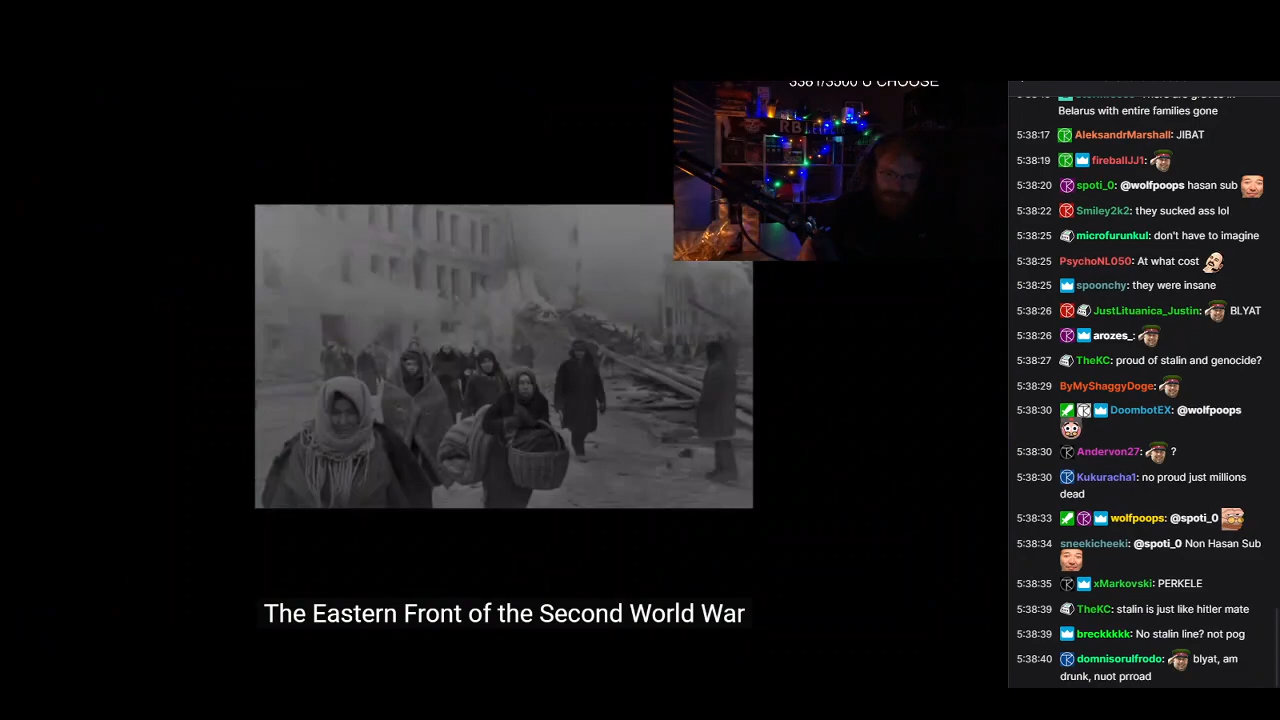 3381/3500 U CHOOSE
RB
The Eastern Front of the Second World War
Belarus with entire families gone
5:38:17 AleksandrMarshall: JIBAT
5:38:19 fireballJJ1:
5:38:20 spoti_0: @wolfpoops hasan sub
5:38:22 Smiley2k2: they sucked ass lol
5:38:25 microfurunkul: don't have to imagine
5:38:25 PsychoNL050: At what cost
5:38:25 spoonchy: they were insane
5:38:26 JustLituanica_Justin: BLYAT
5:38:26 arozes_:
5:38:27 TheKC: proud of stalin and genocide?
5:38:29 ByMyShaggyDoge:
5:38:30 DoombotEX: @wolfpoops
5:38:30 Andervon27: ?
5:38:30 Kukuracha1: no proud just millions
dead
5:38:33 wolfpoops: @spoti_0
5:38:34 sneekicheeki: @spoti_0 Non Hasan Sub
5:38:35 xMarkovski: PERKELE
5:38:39 TheKC: stalin is just like hitler mate
5:38:39 breckkkkk: No stalin line? not pog
5:38:40 domnisorulfrodo: blyat, am
drunk, nuot prroad